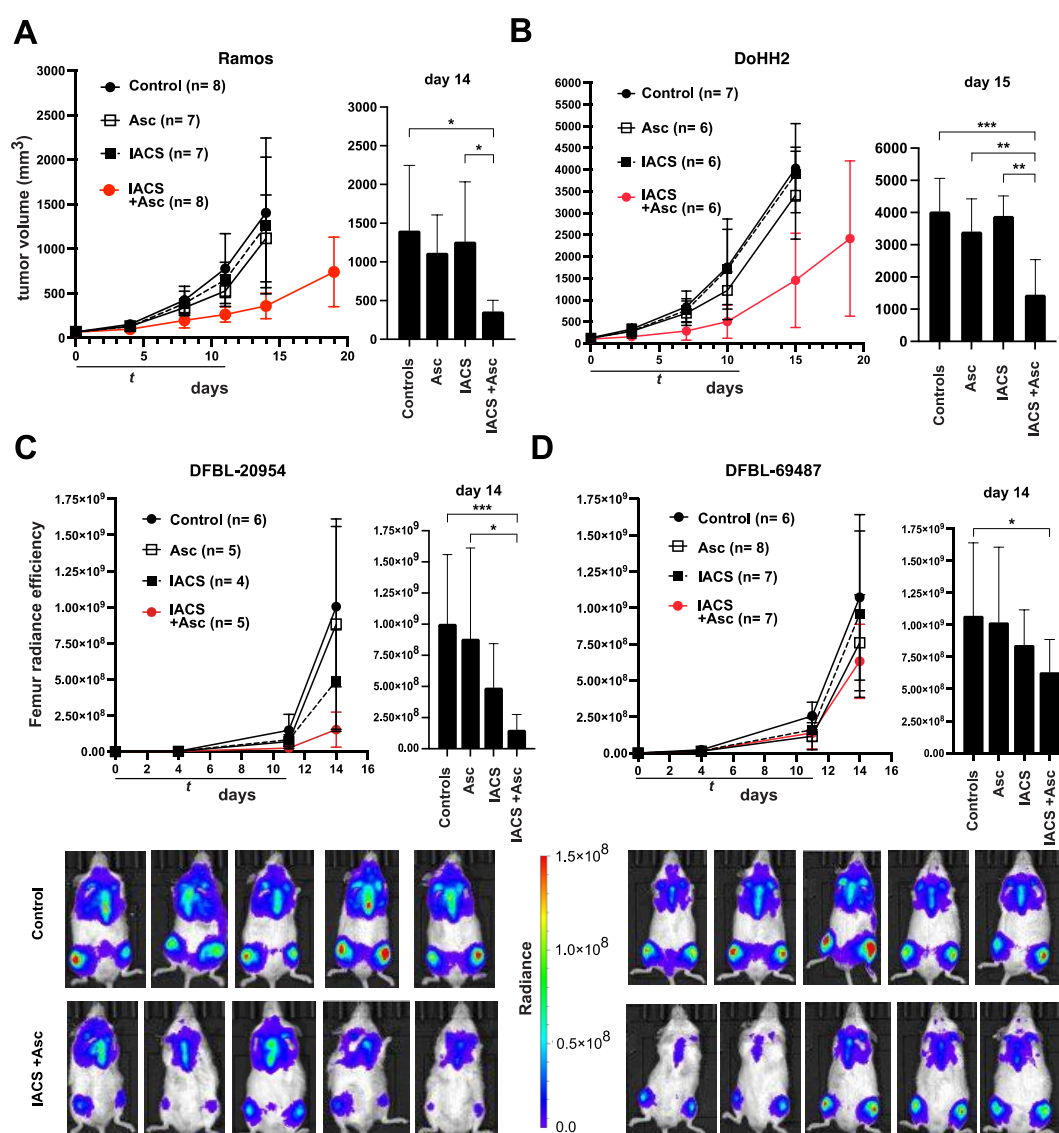 A
Ramos
tumor volume (mm³)
3000
2500
2000
1500
1000
500
0
0
5
10
15
20
t
days
Control (n= 8)
Asc (n= 7)
IACS (n= 7)
IACS
+Asc (n= 8)
day 14
*
*
3000
2500
2000
1500
1000
500
0
Controls
Asc
IACS
IACS +Asc
B
DoHH2
6000
5500
5000
4500
4000
3500
3000
2500
2000
1500
1000
500
0
0
5
10
15
20
t
days
Control (n= 7)
Asc (n= 6)
IACS (n= 6)
IACS
+Asc (n= 6)
day 15
***
**
**
6000
4000
2000
0
Controls
Asc
IACS
IACS +Asc
C
DFBL-20954
Femur radiance efficiency
1.75×10⁹
1.50×10⁹
1.25×10⁹
1.00×10⁹
7.50×10⁸
5.00×10⁸
2.50×10⁸
0.00
0
2
4
6
8
10
12
14
16
t
days
Control (n= 6)
Asc (n= 5)
IACS (n= 4)
IACS
+Asc (n= 5)
day 14
***
*
1.75×10⁹
1.50×10⁹
1.25×10⁹
1.00×10⁹
7.50×10⁸
5.00×10⁸
2.50×10⁸
0.00
Controls
Asc
IACS
IACS +Asc
D
DFBL-69487
1.75×10⁹
1.50×10⁹
1.25×10⁹
1.00×10⁹
7.50×10⁸
5.00×10⁸
2.50×10⁸
0.00
0
2
4
6
8
10
12
14
16
t
days
Control (n= 6)
Asc (n= 8)
IACS (n= 7)
IACS
+Asc (n= 7)
day 14
*
1.75×10⁹
1.50×10⁹
1.25×10⁹
1.00×10⁹
7.50×10⁸
5.00×10⁸
2.50×10⁸
0.00
Controls
Asc
IACS
IACS +Asc
Control
IACS +Asc
Radiance
1.5×10⁸
1.0×10⁸
0.5×10⁸
0.0